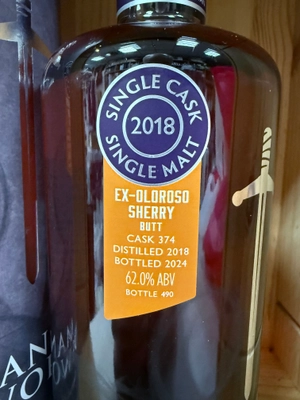 SINGLE CASK
2018
SINGLE MALT
EX-OLOROSO
SHERRY
BUTT
CASK 374
DISTILLED 2018
BOTTLED 2024
62.0% ABV
BOTTLE 490